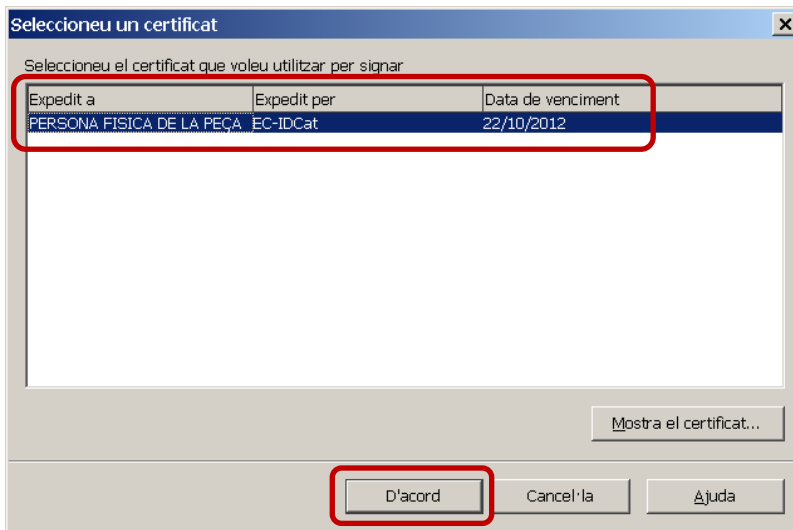 Seleccioneu un certificat
Seleccioneu el certificat que voleu utilitzar per signar
Expedit a Expedit per Data de venciment
PERSONA FISICA DE LA PEÇA EC-IDCat 22/10/2012
Mostra el certificat...
D'acord Cancel·la Ajuda